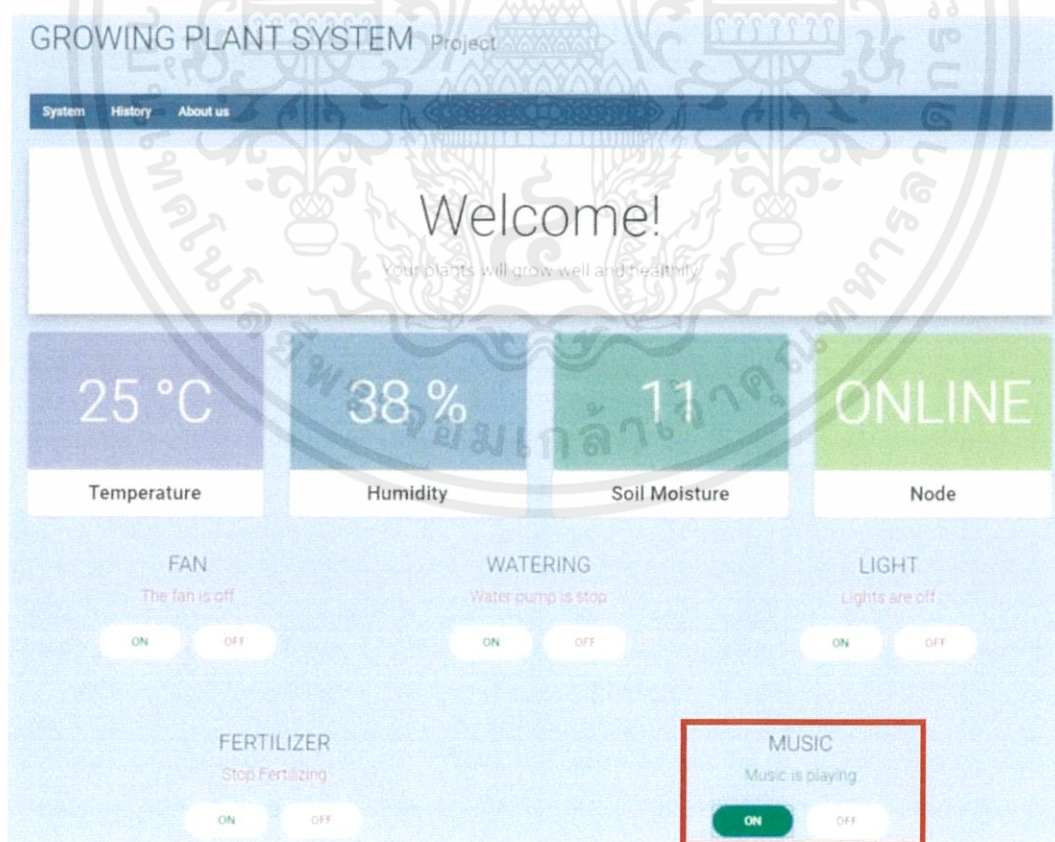 GROWING PLANT SYSTEM Project
System History About us
Welcome!
Your plants will grow well and healthily
25 °C 38 % 11 ONLINE
Temperature Humidity Soil Moisture Node
FAN WATERING LIGHT
The fan is off Water pump is stop Lights are off
ON OFF ON OFF ON OFF
FERTILIZER MUSIC
Stop Fertilizing Music is playing
ON OFF ON OFF